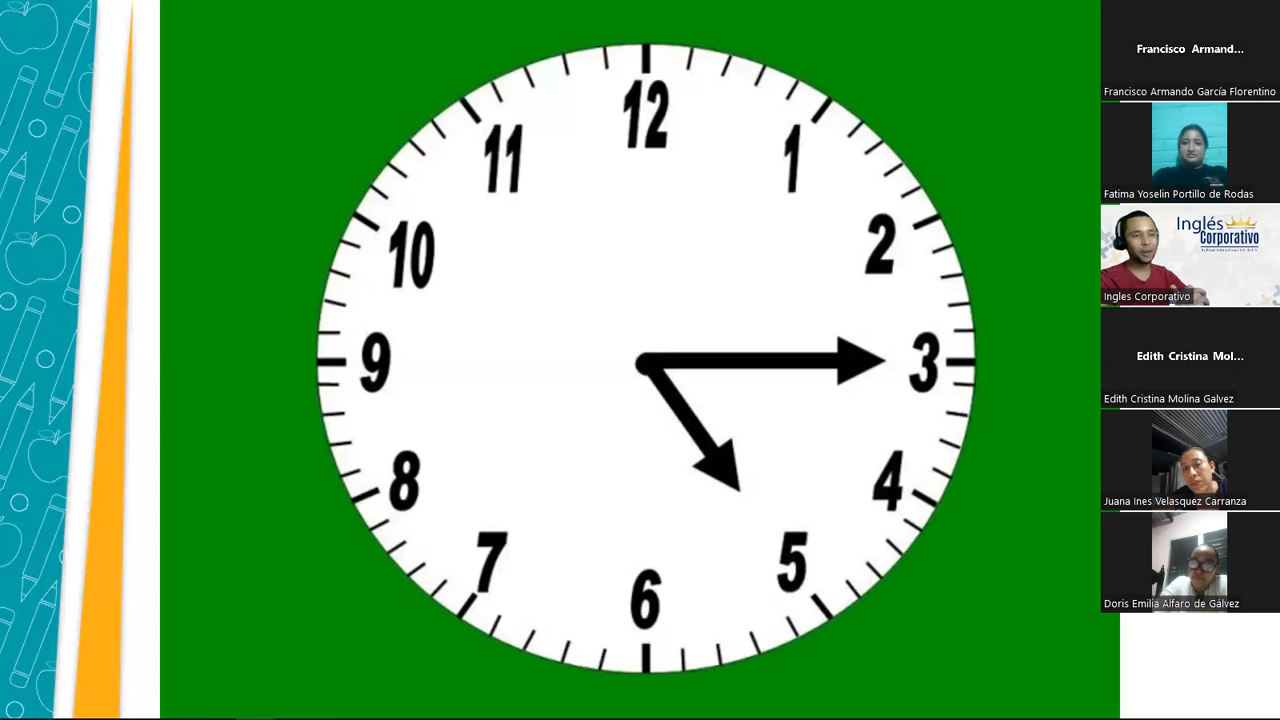 12
11
1
10
2
9
3
8
4
7
5
6
Francisco Armand...
Francisco Armando García Florentino
Fatima Yoselin Portillo de Rodas
Inglés
Corporativo
Ingles Corporativo
Edith Cristina Mol...
Edith Cristina Molina Galvez
Juana Ines Velasquez Carranza
Doris Emilia Alfaro de Gálvez